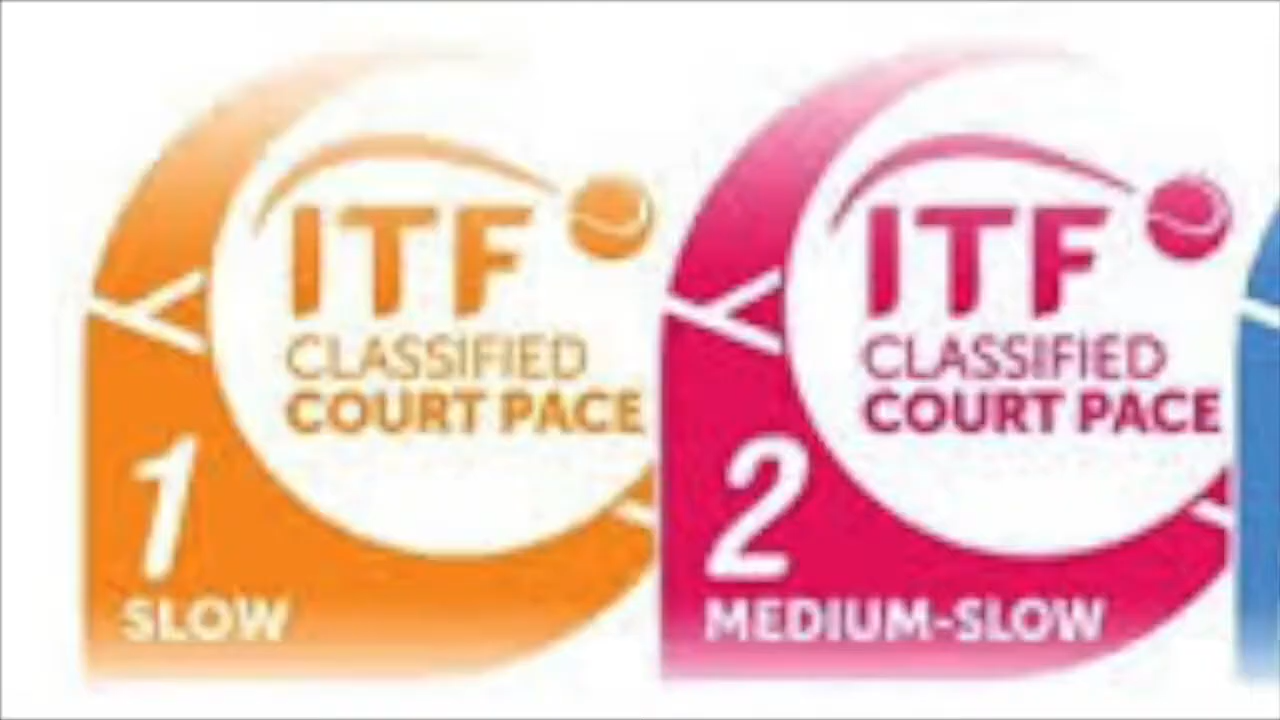 ITF
CLASSIFIED
COURT PACE
1
SLOW
ITF
CLASSIFIED
COURT PACE
2
MEDIUM-SLOW